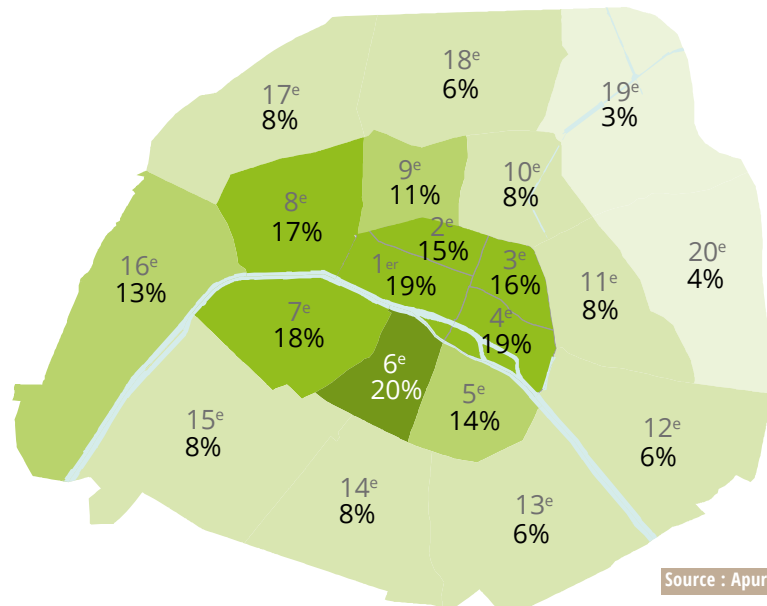 18e
6%
17e
8%
19e
3%
9e
11%
10e
8%
8e
17%
2e
15%
1er
19%
3e
16%
20e
4%
16e
13%
11e
8%
7e
18%
4e
19%
6e
20%
5e
14%
15e
8%
12e
6%
14e
8%
13e
6%
Source : Apur